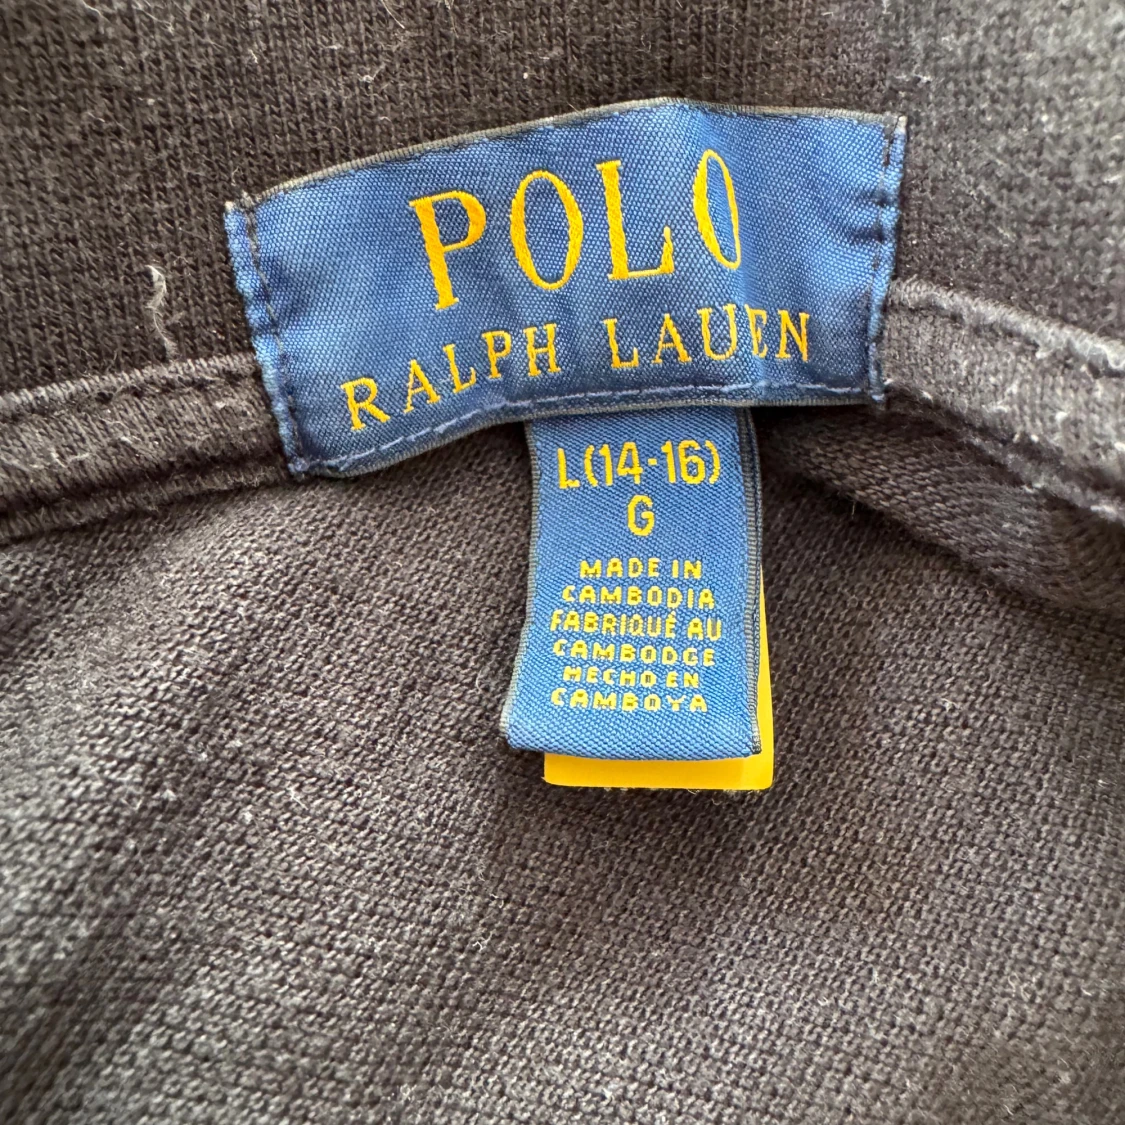 POLO
RALPH LAUREN
L(14-16)
G
MADE IN
CAMBODIA
FABRIQUÉ AU
CAMBODGE
HECHO EN
CAMBOYA